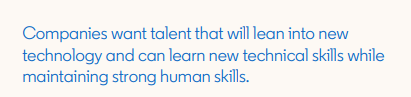 Companies want talent that will lean into new
technology and can learn new technical skills while
maintaining strong human skills.